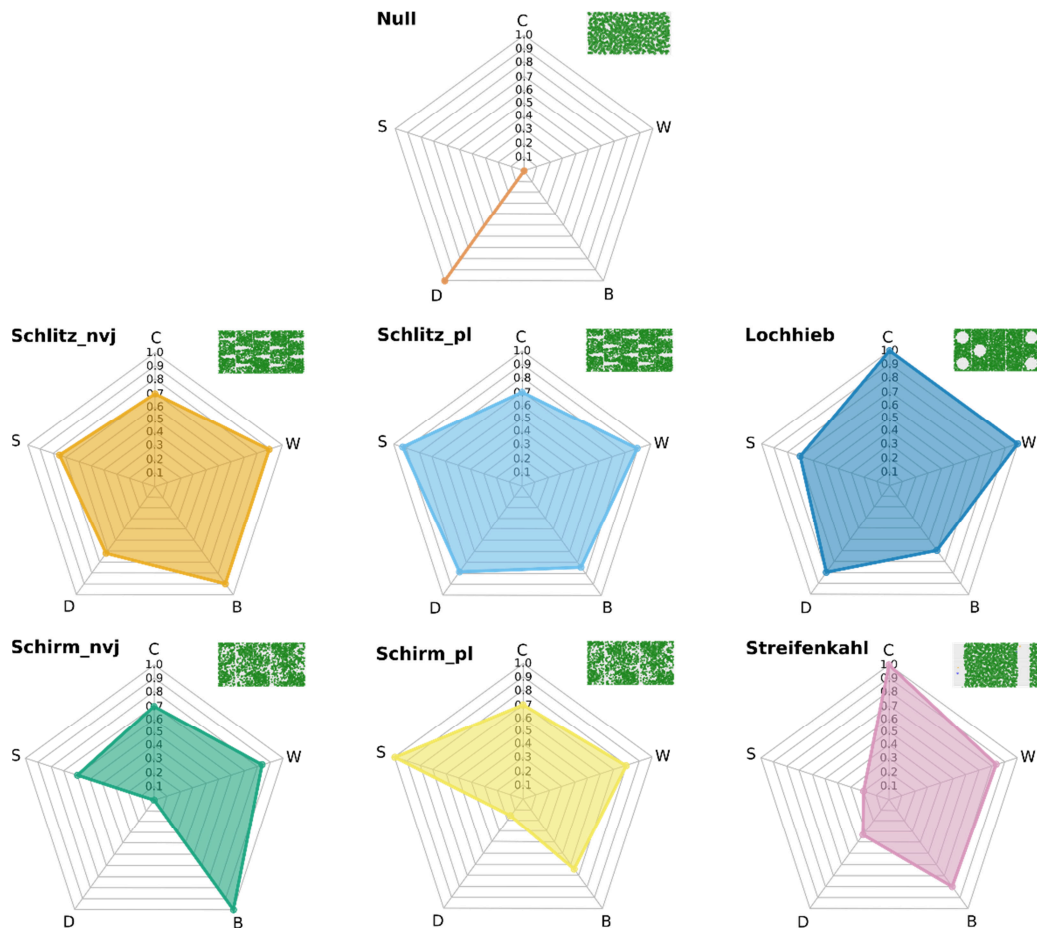 Null
C
1.0
0.9
0.8
0.7
0.6
0.5
0.4
0.3
0.2
0.1
S
W
D
B
Schlitz_nvj
C
1.0
0.9
0.8
0.7
0.6
0.5
0.4
0.3
0.2
0.1
S
W
D
B
Schlitz_pl
C
1.0
0.9
0.8
0.7
0.6
0.5
0.4
0.3
0.2
0.1
S
W
D
B
Lochhieb
C
1.0
0.9
0.8
0.7
0.6
0.5
0.4
0.3
0.2
0.1
S
W
D
B
Schirm_nvj
C
1.0
0.9
0.8
0.7
0.6
0.5
0.4
0.3
0.2
0.1
S
W
D
B
Schirm_pl
C
1.0
0.9
0.8
0.7
0.6
0.5
0.4
0.3
0.2
0.1
S
W
D
B
Streifenkahl
C
1.0
0.9
0.8
0.7
0.6
0.5
0.4
0.3
0.2
0.1
S
W
D
B